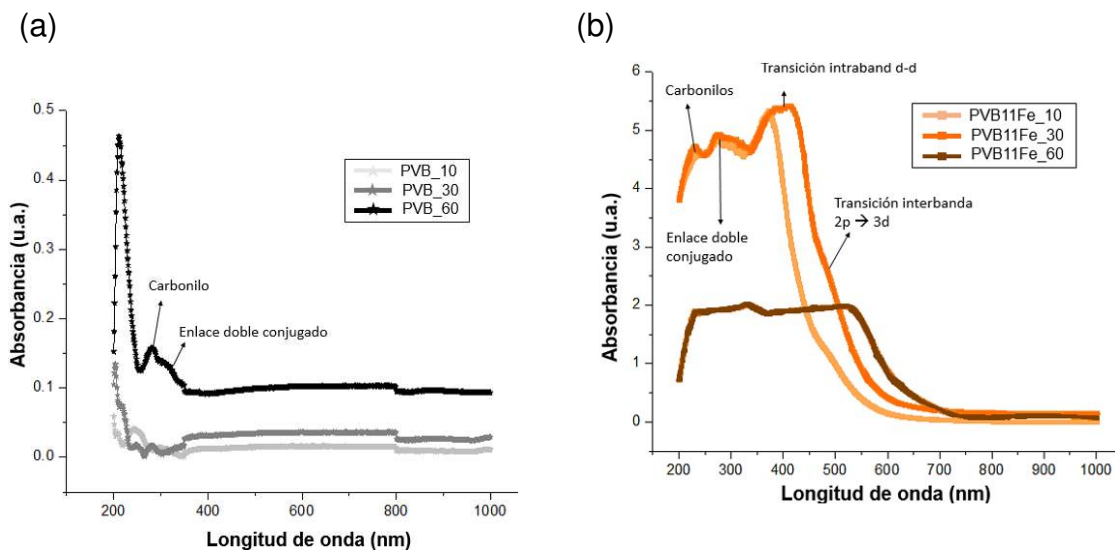 (a)
Absorbancia (u.a.)
0.5
0.4
0.3
0.2
0.1
0.0
PVB_10
PVB_30
PVB_60
Carbonilo
Enlace doble conjugado
200
400
600
800
1000
Longitud de onda (nm)
(b)
Absorbancia (u.a.)
6
5
4
3
2
1
0
Transición intraband d-d
Carbonilos
PVB11Fe_10
PVB11Fe_30
PVB11Fe_60
Enlace doble
conjugado
Transición interbanda
2p → 3d
200
300
400
500
600
700
800
900
1000
Longitud de onda (nm)